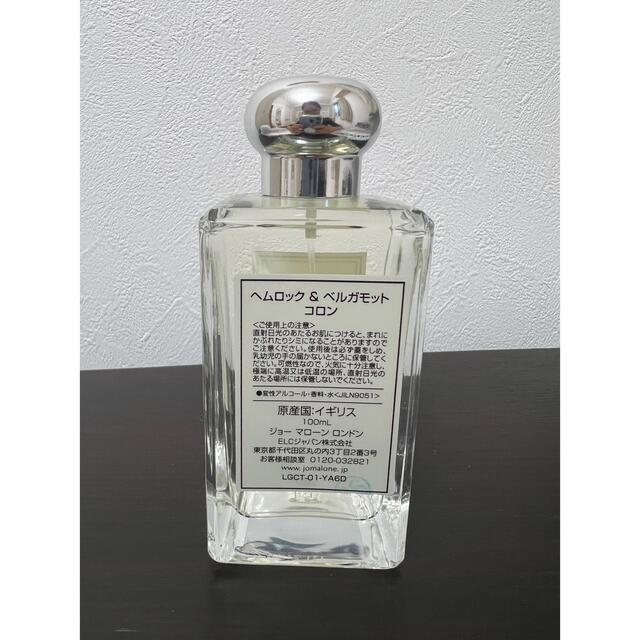 ヘムロック & ベルガモット
コロン
<ご使用上の注意>
直射日光のあたるお肌につけると、まれに
かぶれたりシミになることがありますので
ご注意ください。使用後は必ず蓋をしめ、
乳幼児の手の届かないところに保管してく
ださい。可燃性なので、火気に十分注意し、
極端に高温又は低温の場所、直射日光の
あたる場所には保管しないでください。
●変性アルコール・香料・水<JILN9051>
原産国:イギリス
100mL
ジョー マローン ロンドン
ELCジャパン株式会社
東京都千代田区丸の内3丁目2番3号
お客様相談室 0120-032821
www.jomalone.jp
LGCT-01-YA6D